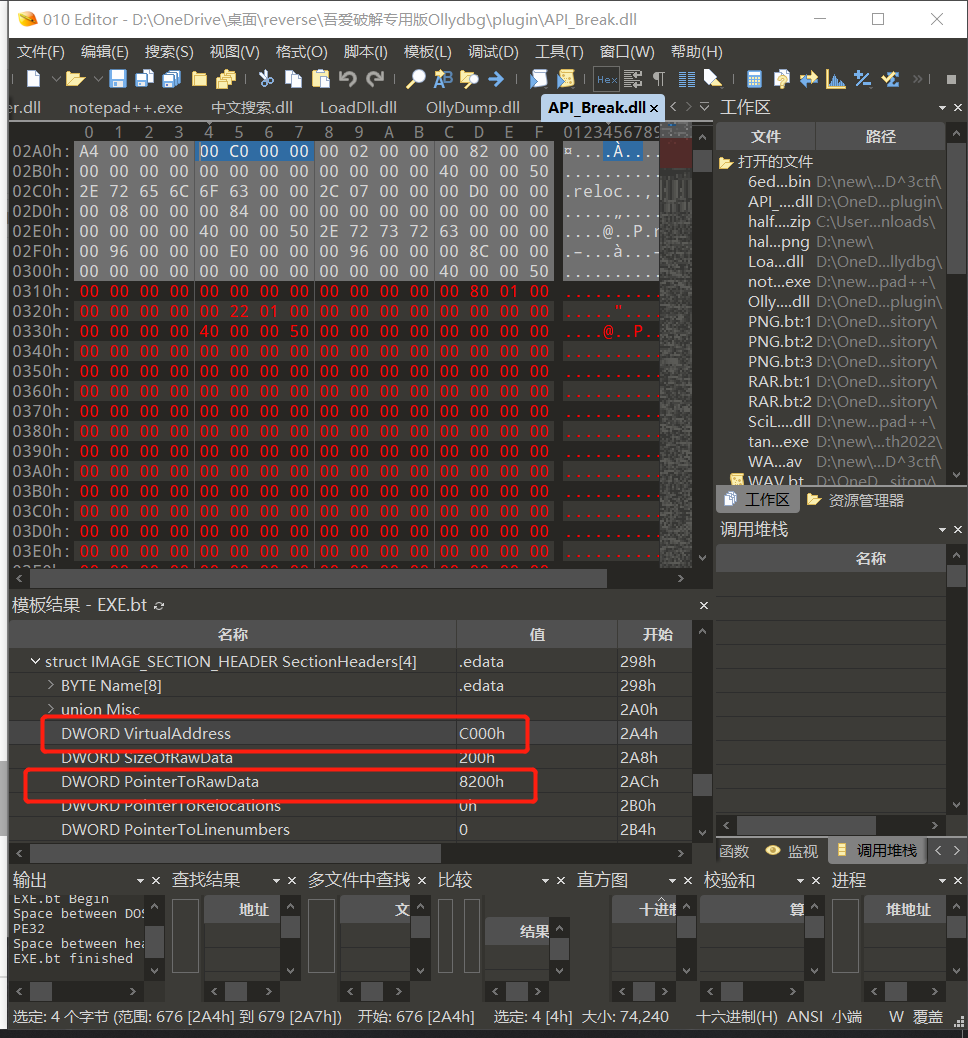 010 Editor - D:\OneDrive\桌面\reverse\吾爱破解专用版Ollydbg\plugin\API_Break.dll
文件(F) 编辑(E) 搜索(S) 视图(V) 格式(O) 脚本(I) 模板(L) 调试(D) 工具(T) 窗口(W) 帮助(H)
er.dll notepad++.exe 中文搜索.dll LoadDll.dll OllyDump.dll API_Break.dll
0 1 2 3 4 5 6 7 8 9 A B C D E F 0123456789
02A0h: A4 00 00 00 00 C0 00 00 00 02 00 00 00 82 00 00 ¤....À..
02B0h: 00 00 00 00 00 00 00 00 00 00 00 00 40 00 00 50 ..........
02C0h: 2E 72 65 6C 6F 63 00 00 2C 07 00 00 00 D0 00 00 .reloc..,.
02D0h: 00 08 00 00 00 84 00 00 00 00 00 00 00 00 00 00 .....„....
02E0h: 00 00 00 00 40 00 00 50 2E 72 73 72 63 00 00 00 ....@..P.r
02F0h: 00 96 00 00 00 E0 00 00 00 96 00 00 00 8C 00 00 .–...à...–
0300h: 00 00 00 00 00 00 00 00 00 00 00 00 40 00 00 50 ..........
0310h: 00 00 00 00 00 00 00 00 00 00 00 00 00 80 01 00 ..........
0320h: 00 00 00 00 00 22 01 00 00 00 00 00 00 00 00 00 ....."....
0330h: 00 00 00 00 40 00 00 50 00 00 00 00 00 00 00 00 ....@..P..
0340h: 00 00 00 00 00 00 00 00 00 00 00 00 00 00 00 00 ..........
0350h: 00 00 00 00 00 00 00 00 00 00 00 00 00 00 00 00 ..........
0360h: 00 00 00 00 00 00 00 00 00 00 00 00 00 00 00 00 ..........
0370h: 00 00 00 00 00 00 00 00 00 00 00 00 00 00 00 00 ..........
0380h: 00 00 00 00 00 00 00 00 00 00 00 00 00 00 00 00 ..........
0390h: 00 00 00 00 00 00 00 00 00 00 00 00 00 00 00 00 ..........
03A0h: 00 00 00 00 00 00 00 00 00 00 00 00 00 00 00 00 ..........
03B0h: 00 00 00 00 00 00 00 00 00 00 00 00 00 00 00 00 ..........
03C0h: 00 00 00 00 00 00 00 00 00 00 00 00 00 00 00 00 ..........
03D0h: 00 00 00 00 00 00 00 00 00 00 00 00 00 00 00 00 ..........
03E0h: 00 00 00 00 00 00 00 00 00 00 00 00 00 00 00 00 ..........
工作区
文件 路径
打开的文件
6ed...bin D:\new\...D^3ctf\
API_....dll D:\OneD...plugin\
half....zip C:\User...nloads\
hal...png D:\new\
Loa...dll D:\OneD...llydbg\
not...exe D:\new\...pad++\
Olly....dll D:\OneD...plugin\
PNG.bt:1 D:\OneD...sitory\
PNG.bt:2 D:\OneD...sitory\
PNG.bt:3 D:\OneD...sitory\
RAR.bt:1 D:\OneD...sitory\
RAR.bt:2 D:\OneD...sitory\
SciL....dll D:\new...pad++\
tan...exe D:\new...th2022\
WA...av D:\new\...D^3ctf\
WAV.bt D:\OneD...sitory\
工作区 资源管理器
调用堆栈
名称
模板结果 - EXE.bt
名称 值 开始
struct IMAGE_SECTION_HEADER SectionHeaders[4] .edata 298h
BYTE Name[8] .edata 298h
union Misc 2A0h
DWORD VirtualAddress C000h 2A4h
DWORD SizeOfRawData 200h 2A8h
DWORD PointerToRawData 8200h 2ACh
DWORD PointerToRelocations 0h 2B0h
DWORD PointerToLinenumbers 0 2B4h
函数 监视 调用堆栈
输出 查找结果 多文件中查找 比较 直方图 校验和 进程
EXE.bt Begin
Space between DOS
PE32
Space between hea
EXE.bt finished
地址 文 结果 十进制 算 堆地址
选定: 4 个字节 (范围: 676 [2A4h] 到 679 [2A7h]) 开始: 676 [2A4h] 选定: 4 [4h] 大小: 74,240 十六进制(H) ANSI 小端 W 覆盖